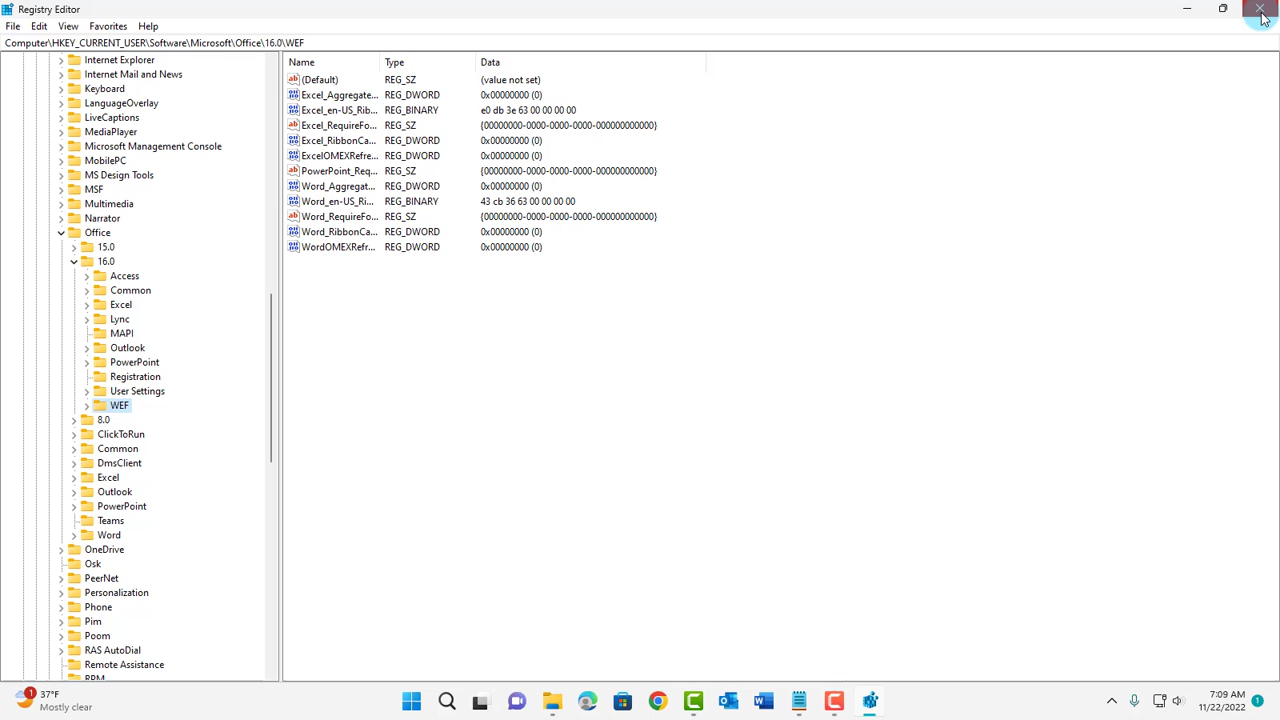 Registry Editor
File Edit View Favorites Help
Computer\HKEY_CURRENT_USER\Software\Microsoft\Office\16.0\WEF
Internet Explorer
Internet Mail and News
Keyboard
LanguageOverlay
LiveCaptions
MediaPlayer
Microsoft Management Console
MobilePC
MS Design Tools
MSF
Multimedia
Narrator
Office
15.0
16.0
Access
Common
Excel
Lync
MAPI
Outlook
PowerPoint
Registration
User Settings
WEF
8.0
ClickToRun
Common
DmsClient
Excel
Outlook
PowerPoint
Teams
Word
OneDrive
Osk
PeerNet
Personalization
Phone
Pim
Poom
RAS AutoDial
Remote Assistance
RPM
Name Type Data
(Default) REG_SZ (value not set)
Excel_Aggregate... REG_DWORD 0x00000000 (0)
Excel_en-US_Rib... REG_BINARY e0 db 3e 63 00 00 00 00
Excel_RequireFo... REG_SZ {00000000-0000-0000-0000-000000000000}
Excel_RibbonCa... REG_DWORD 0x00000000 (0)
ExcelOMEXRefre... REG_DWORD 0x00000000 (0)
PowerPoint_Req... REG_SZ {00000000-0000-0000-0000-000000000000}
Word_Aggregat... REG_DWORD 0x00000000 (0)
Word_en-US_Ri... REG_BINARY 43 cb 36 63 00 00 00 00
Word_RequireFo... REG_SZ {00000000-0000-0000-0000-000000000000}
Word_RibbonCa... REG_DWORD 0x00000000 (0)
WordOMEXRefr... REG_DWORD 0x00000000 (0)
1
37°F
Mostly clear
7:09 AM
11/22/2022
1